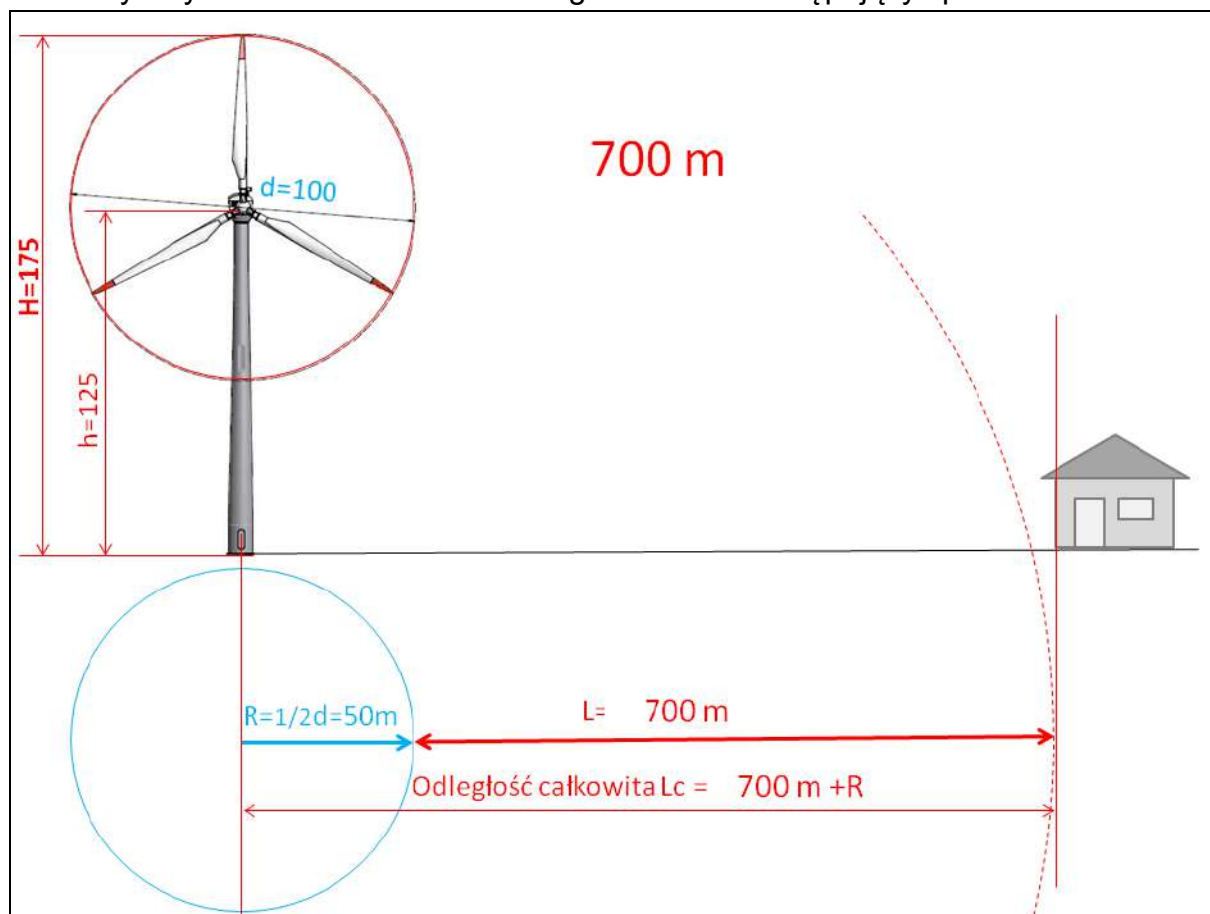 700 m
d=100
H=175
h=125
R=1/2d=50m
L= 700 m
Odległość całkowita Lc = 700 m +R